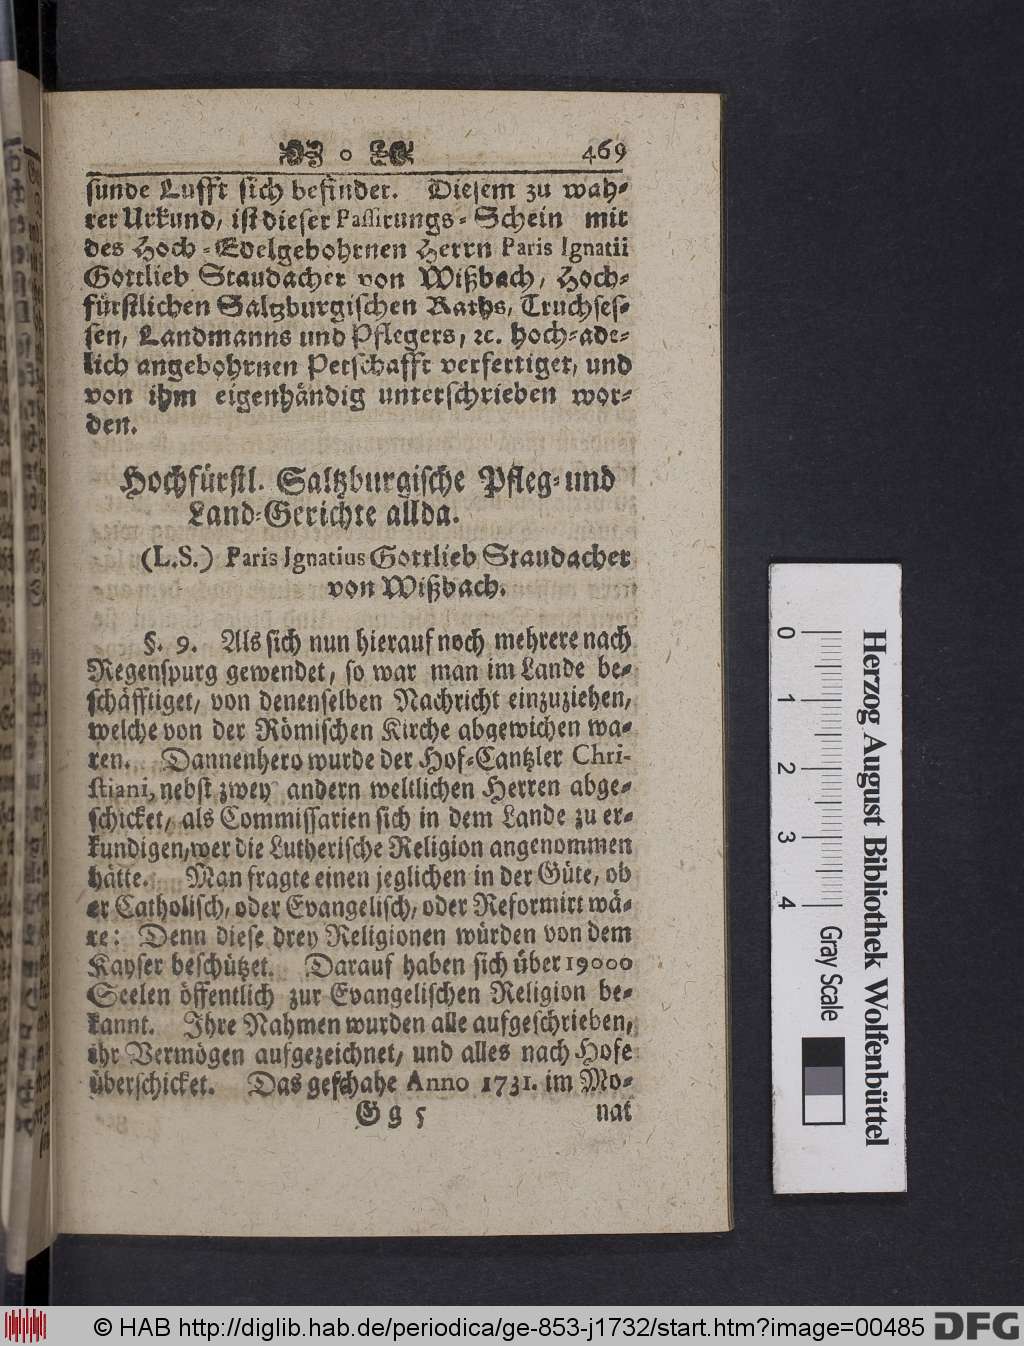 469
sunde Lufft sich befindet. Diesem zu wah-
rer Urkund, ist dieser Passirungs-Schein mit
des Hoch-Edelgebohrnen Herrn Paris Ignatii
Gottlieb Staudacher von Wißbach, Hoch-
fürstlichen Saltzburgischen Raths, Truchses-
sen, Landmanns und Pflegers, ꝛc. hoch-ade-
lich angebohrnen Petschafft verfertiget, und
von ihm eigenhändig unterschrieben wor-
den.
Hochfürstl. Saltzburgische Pfleg-und
Land-Gerichte allda.
(L.S.) Paris Ignatius Gottlieb Staudacher
von Wißbach.
§. 9. Als sich nun hierauf noch mehrere nach
Regenspurg gewendet, so war man im Lande be-
schäfftiget, von denenselben Nachricht einzuziehen,
welche von der Römischen Kirche abgewichen wa-
ren. Dannenhero wurde der Hof-Cantzler Chri-
stiani, nebst zwey andern weltlichen Herren abge-
schicket, als Commissarien sich in dem Lande zu er-
kundigen, wer die Lutherische Religion angenommen
hätte. Man fragte einen jeglichen in der Güte, ob
er Catholisch, oder Evangelisch, oder Reformirt wä-
re: Denn diese drey Religionen würden von dem
Kayser beschützet. Darauf haben sich über 19000
Seelen öffentlich zur Evangelischen Religion be-
kannt. Ihre Nahmen wurden alle aufgeschrieben,
ihr Vermögen aufgezeichnet, und alles nach Hofe
überschicket. Das geschahe Anno 1731. im Mo-
Gg 5 nat
0 1 2 3 4 Gray Scale
Herzog August Bibliothek Wolfenbüttel
© HAB http://diglib.hab.de/periodica/ge-853-j1732/start.htm?image=00485 DFG